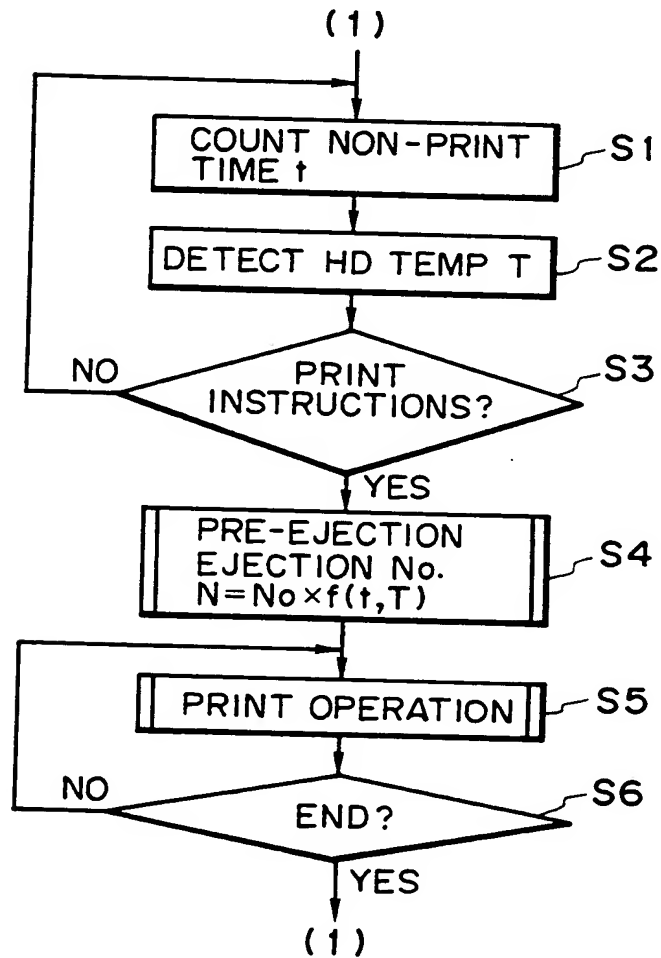 (1)
COUNT NON-PRINT
TIME t
S1
DETECT HD TEMP T
S2
PRINT
INSTRUCTIONS?
S3
NO
YES
PRE-EJECTION
EJECTION No.
N=No×f(t,T)
S4
PRINT OPERATION
S5
END?
S6
NO
YES
(1)